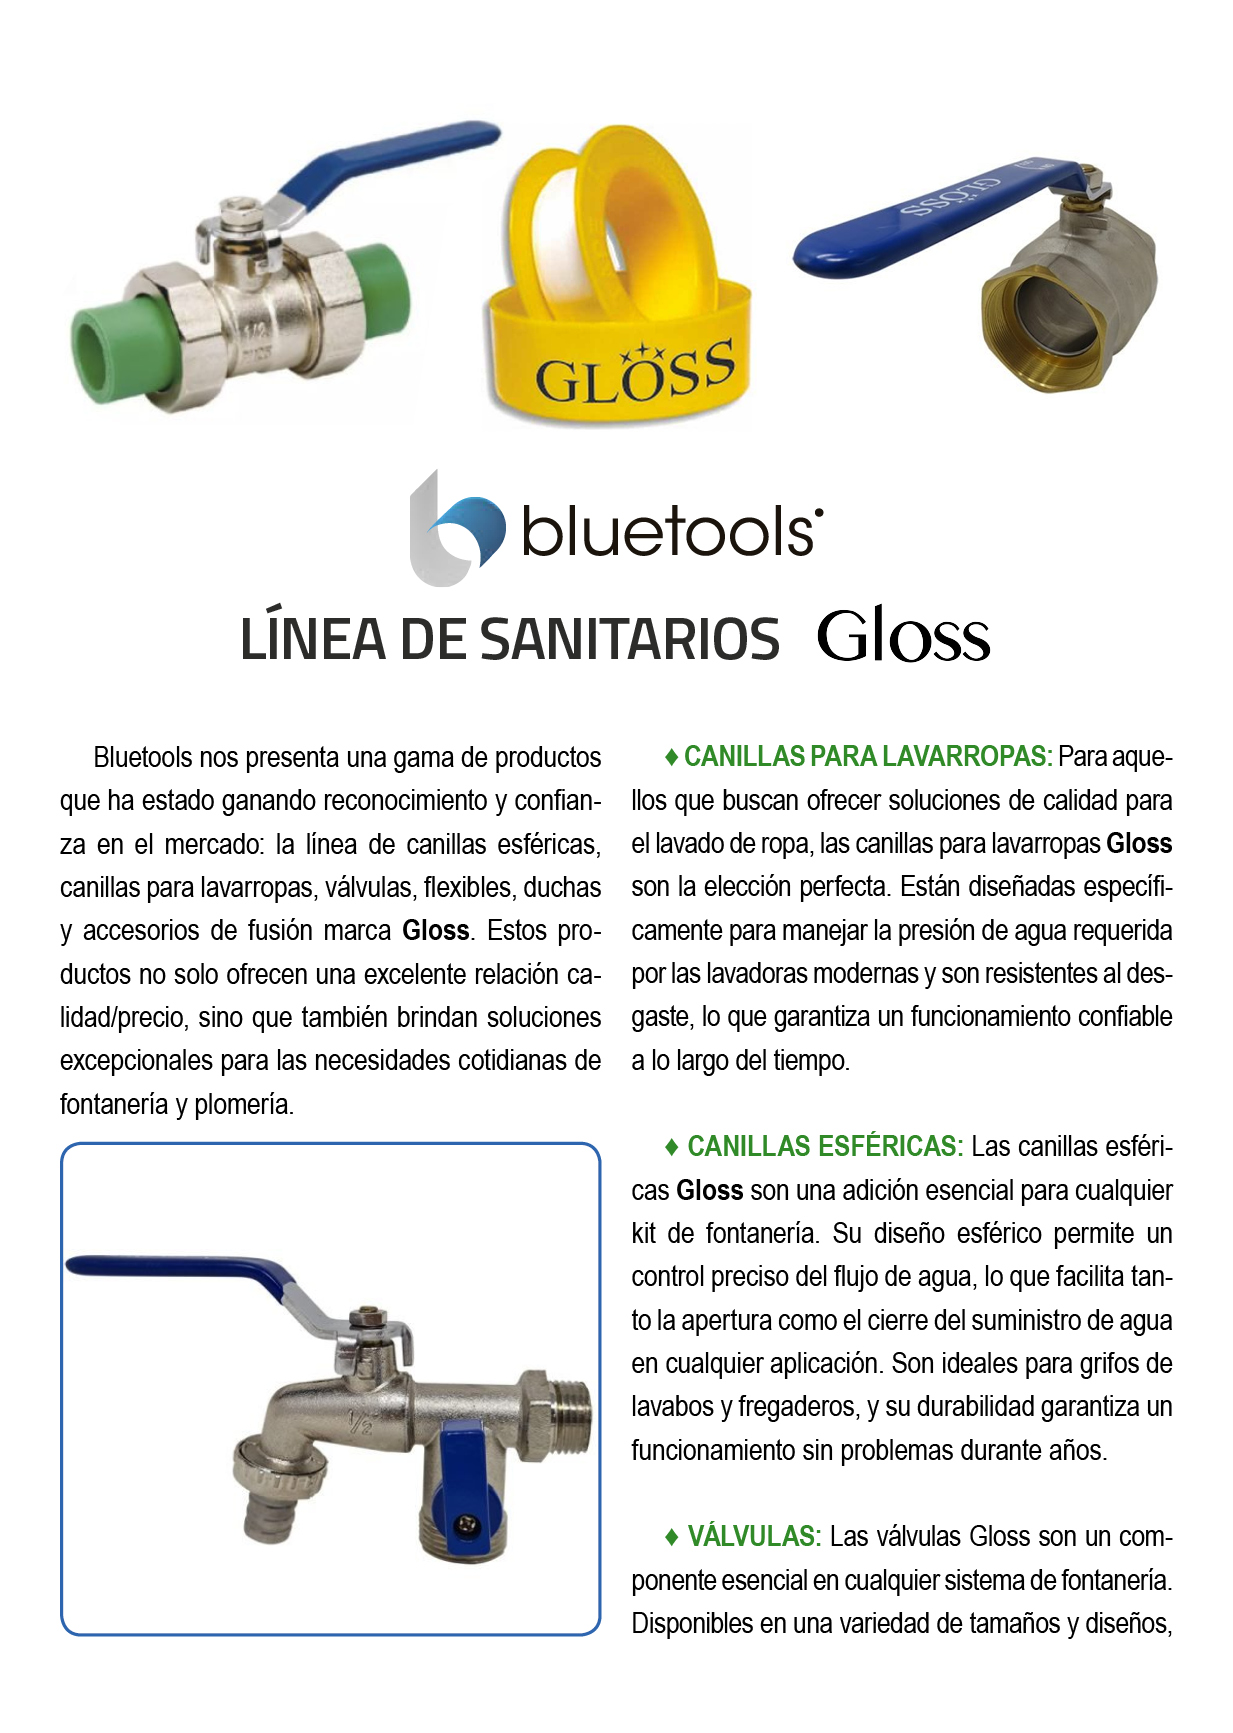 1/2
GLOSS
GLOSS
bluetools
LÍNEA DE SANITARIOS Gloss
Bluetools nos presenta una gama de productos
que ha estado ganando reconocimiento y confian-
za en el mercado: la línea de canillas esféricas,
canillas para lavarropas, válvulas, flexibles, duchas
y accesorios de fusión marca Gloss. Estos pro-
ductos no solo ofrecen una excelente relación ca-
lidad/precio, sino que también brindan soluciones
excepcionales para las necesidades cotidianas de
fontanería y plomería.
1/2
♦ CANILLAS PARA LAVARROPAS: Para aque-
llos que buscan ofrecer soluciones de calidad para
el lavado de ropa, las canillas para lavarropas Gloss
son la elección perfecta. Están diseñadas específi-
camente para manejar la presión de agua requerida
por las lavadoras modernas y son resistentes al des-
gaste, lo que garantiza un funcionamiento confiable
a lo largo del tiempo.
♦ CANILLAS ESFÉRICAS: Las canillas esféri-
cas Gloss son una adición esencial para cualquier
kit de fontanería. Su diseño esférico permite un
control preciso del flujo de agua, lo que facilita tan-
to la apertura como el cierre del suministro de agua
en cualquier aplicación. Son ideales para grifos de
lavabos y fregaderos, y su durabilidad garantiza un
funcionamiento sin problemas durante años.
♦ VÁLVULAS: Las válvulas Gloss son un com-
ponente esencial en cualquier sistema de fontanería.
Disponibles en una variedad de tamaños y diseños,